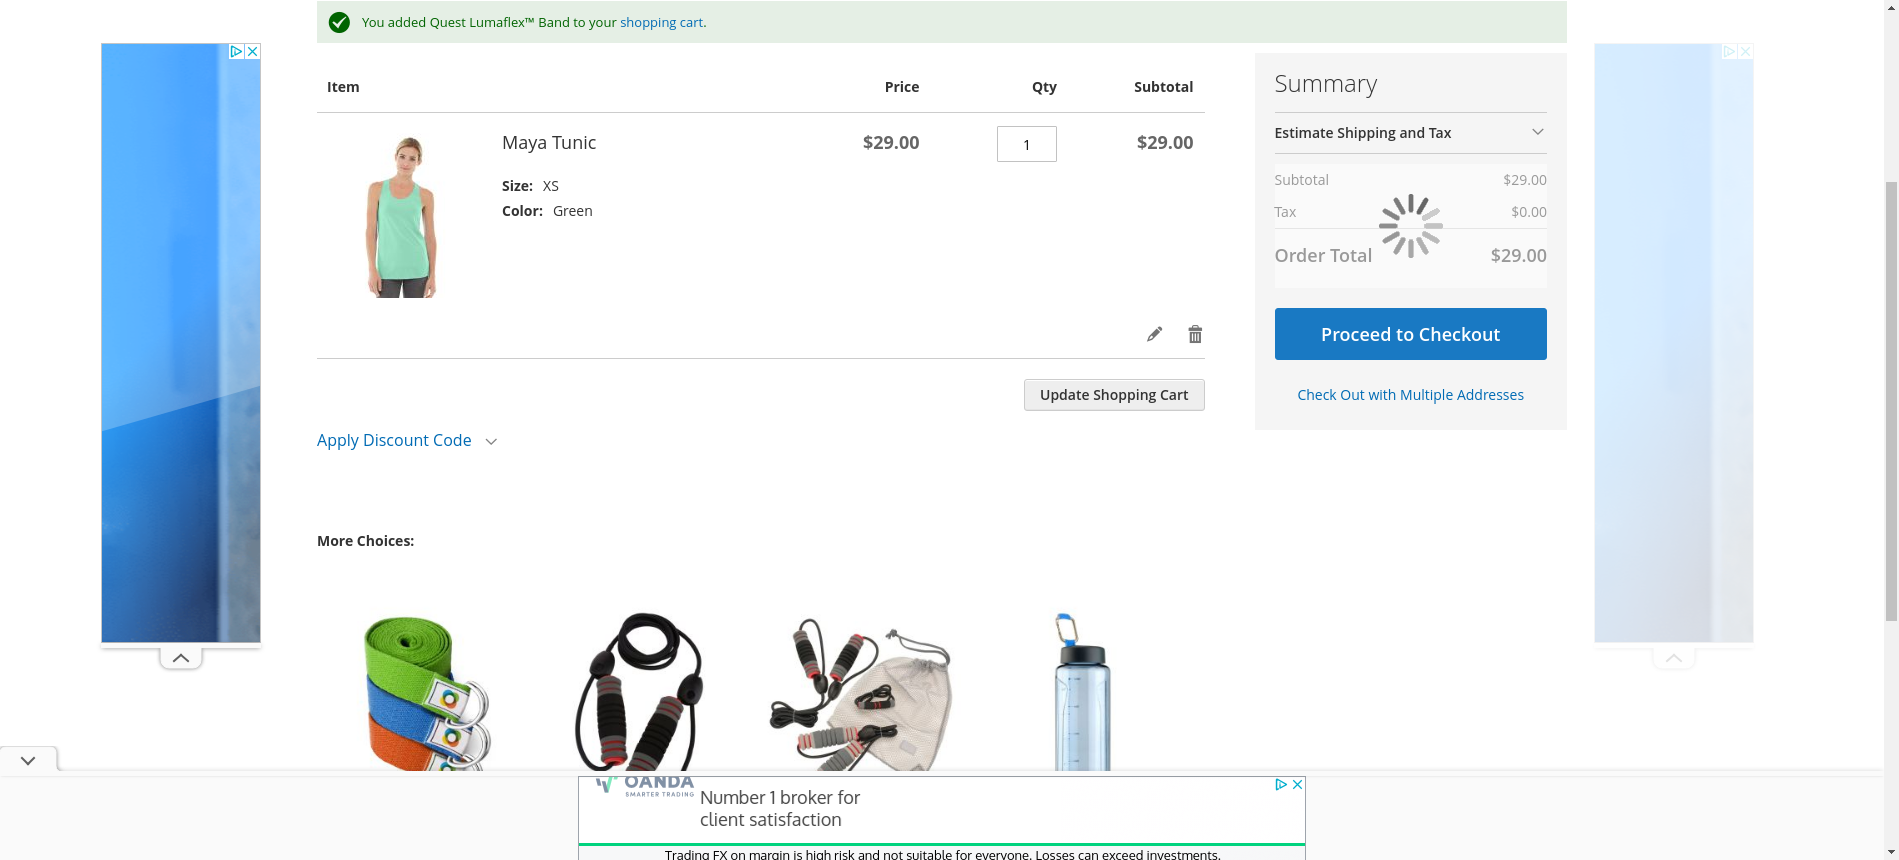 You added Quest Lumaflex™ Band to your shopping cart.
Item Price Qty Subtotal
Maya Tunic $29.00 1 $29.00
Size: XS
Color: Green
Update Shopping Cart
Apply Discount Code
Summary
Estimate Shipping and Tax
Subtotal $29.00
Tax $0.00
Order Total $29.00
Proceed to Checkout
Check Out with Multiple Addresses
More Choices:
OANDA
SMARTER TRADING
Number 1 broker for
client satisfaction
Trading FX on margin is high risk and not suitable for everyone. Losses can exceed investments.